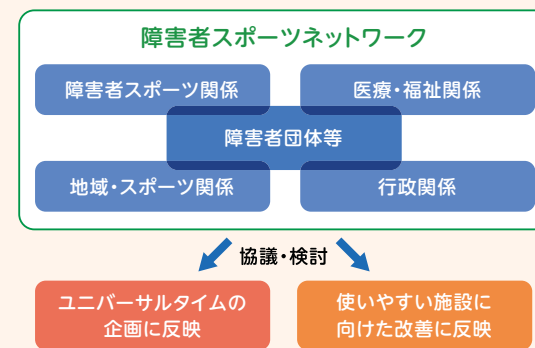 障害者スポーツネットワーク
障害者スポーツ関係
医療・福祉関係
障害者団体等
地域・スポーツ関係
行政関係
協議・検討
ユニバーサルタイムの
企画に反映
使いやすい施設に
向けた改善に反映